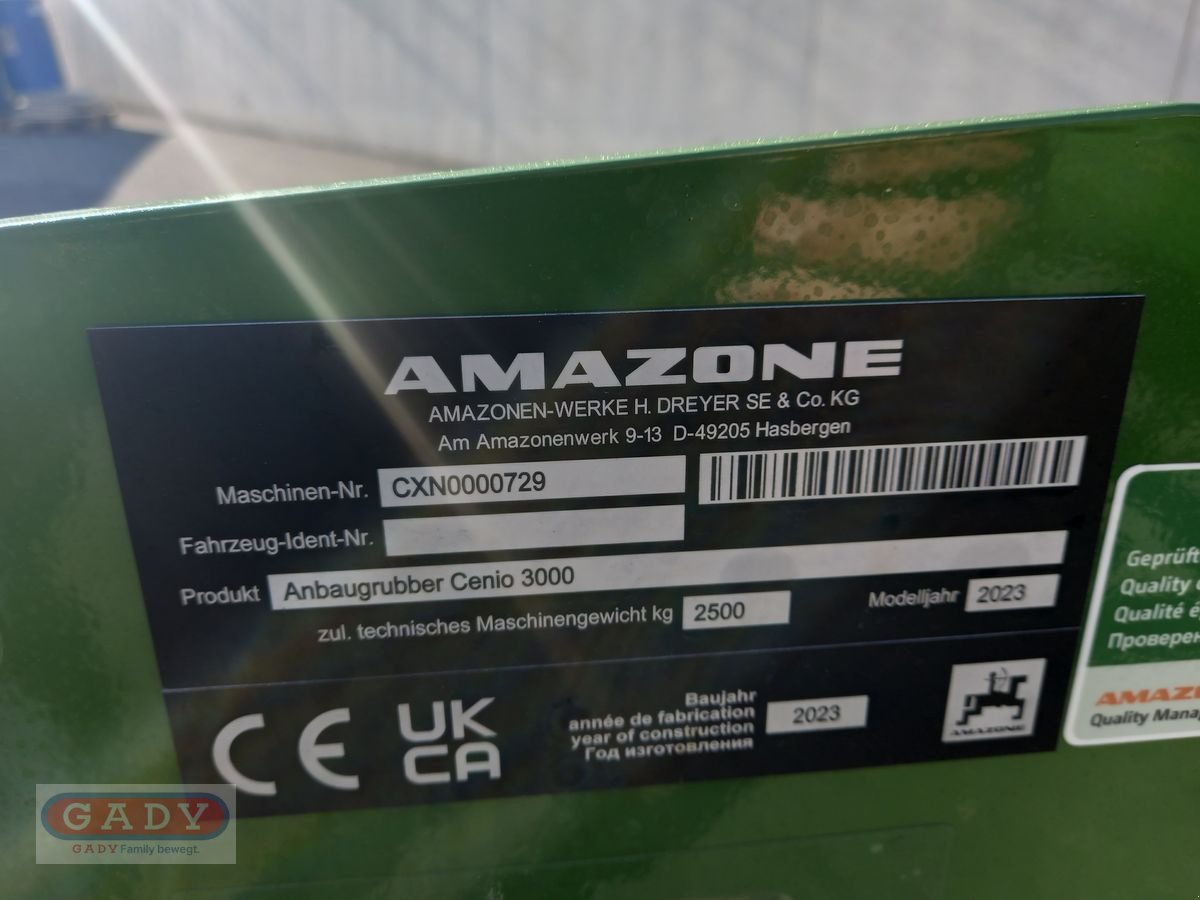 AMAZONE
AMAZONEN-WERKE H. DREYER SE & Co. KG
Am Amazonenwerk 9-13 D-49205 Hasbergen
Maschinen-Nr. CXN0000729
Fahrzeug-Ident-Nr.
Produkt Anbaugrubber Cenio 3000
zul. technisches Maschinengewicht kg 2500 Modelljahr 2023
CE
UK
CA
Baujahr
année de fabrication
year of construction
Год изготовления
2023
AMAZONE
Geprüft
Quality
Qualité
AMAZ
Quality
GADY
GADY Family bewegt.